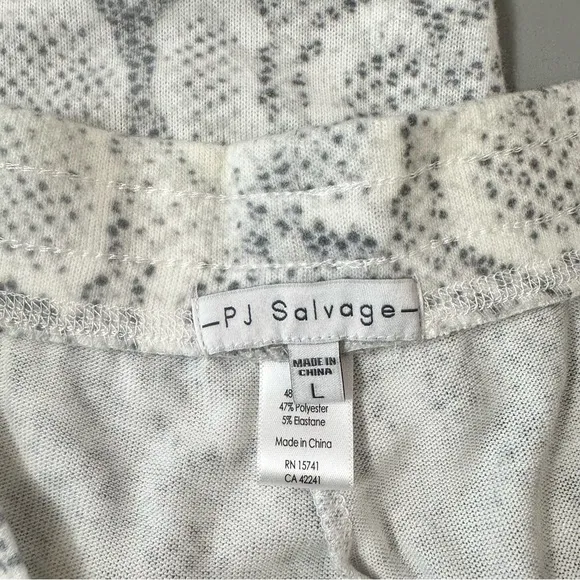 —PJ Salvage—
MADE IN
CHINA
L
48
47% Polyester
5% Elastane
Made in China
RN 15741
CA 42241